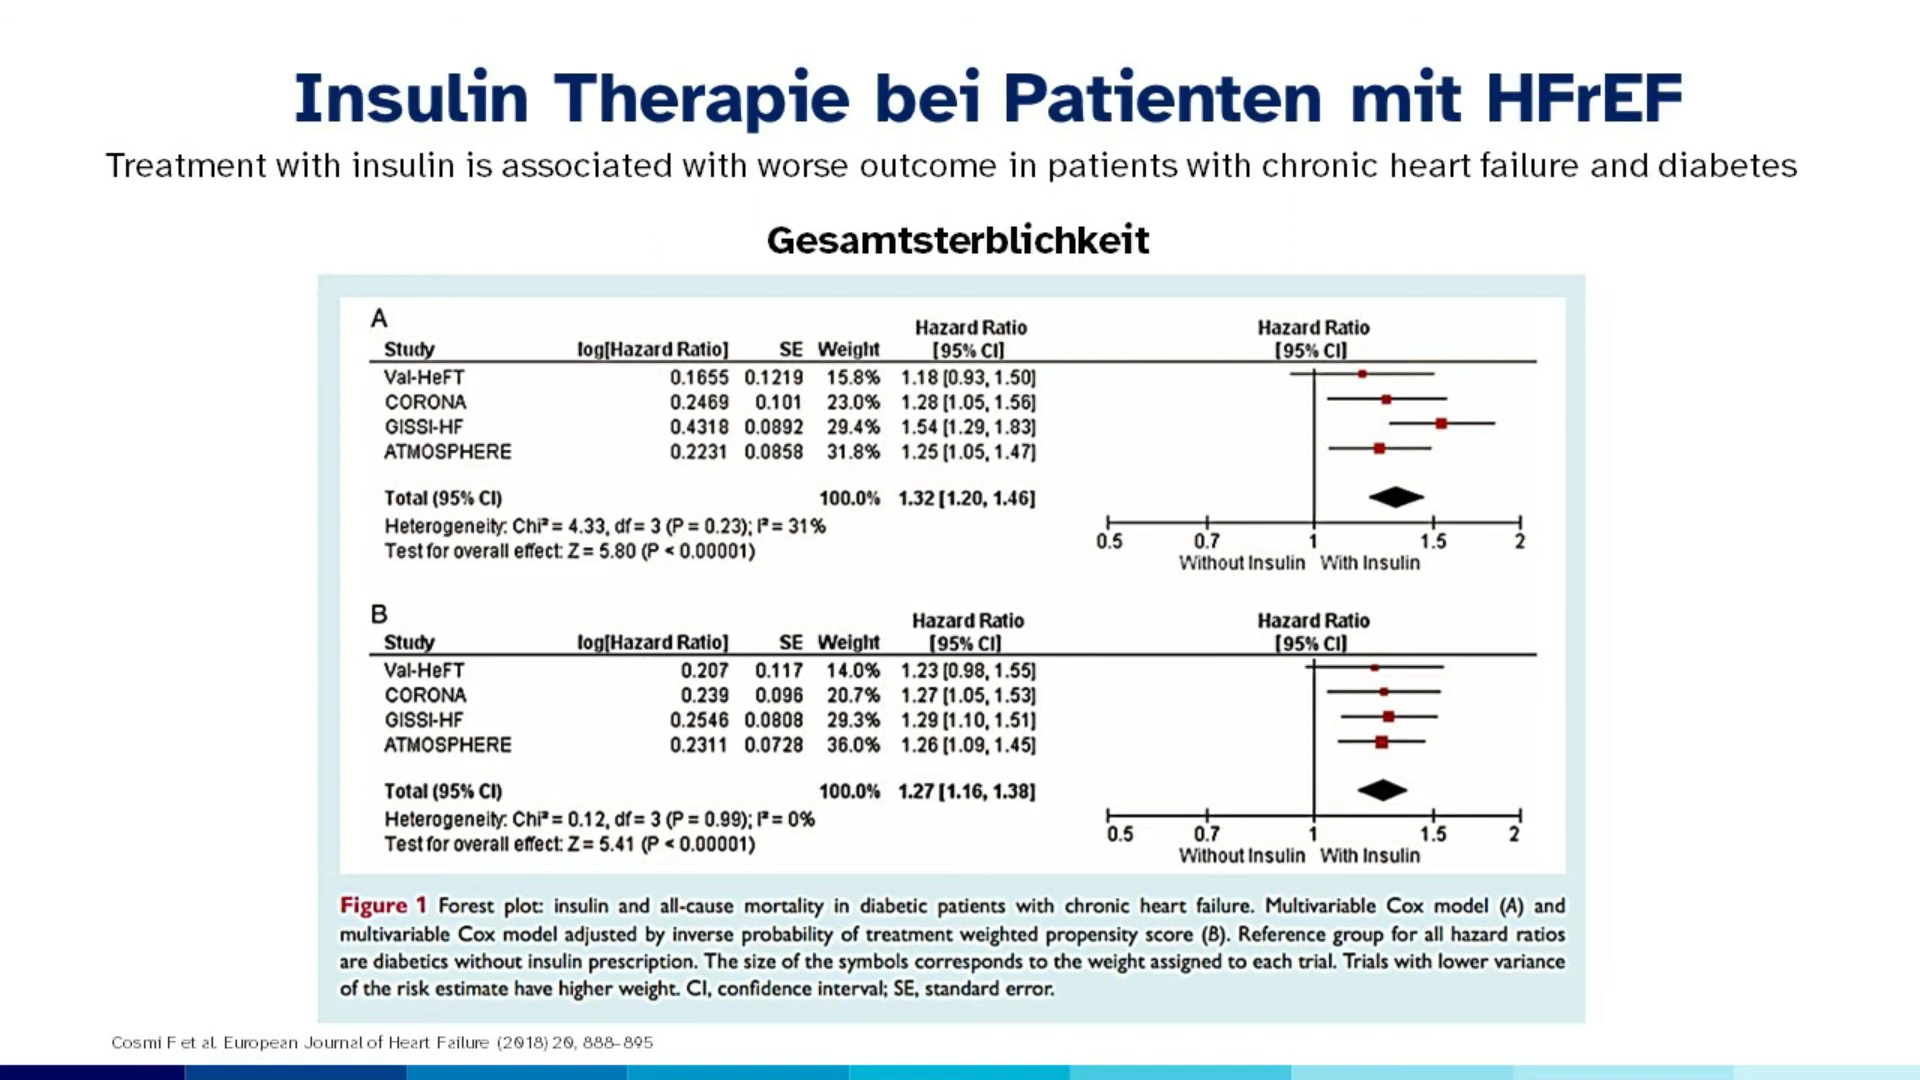 Insulin Therapie bei Patienten mit HFrEF
Treatment with insulin is associated with worse outcome in patients with chronic heart failure and diabetes
Gesamtsterblichkeit
A
Hazard Ratio Hazard Ratio
Study log[Hazard Ratio] SE Weight [95% CI] [95% CI]
Val-HeFT 0.1655 0.1219 15.8% 1.18 [0.93, 1.50]
CORONA 0.2469 0.101 23.0% 1.28 [1.05, 1.56]
GISSI-HF 0.4318 0.0892 29.4% 1.54 [1.29, 1.83]
ATMOSPHERE 0.2231 0.0858 31.8% 1.25 [1.05, 1.47]
Total (95% CI) 100.0% 1.32 [1.20, 1.46]
Heterogeneity: Chi² = 4.33, df = 3 (P = 0.23); I² = 31%
Test for overall effect: Z = 5.80 (P < 0.00001)
0.5 0.7 1 1.5 2
Without Insulin With Insulin
B
Hazard Ratio Hazard Ratio
Study log[Hazard Ratio] SE Weight [95% CI] [95% CI]
Val-HeFT 0.207 0.117 14.0% 1.23 [0.98, 1.55]
CORONA 0.239 0.096 20.7% 1.27 [1.05, 1.53]
GISSI-HF 0.2546 0.0808 29.3% 1.29 [1.10, 1.51]
ATMOSPHERE 0.2311 0.0728 36.0% 1.26 [1.09, 1.45]
Total (95% CI) 100.0% 1.27 [1.16, 1.38]
Heterogeneity: Chi² = 0.12, df = 3 (P = 0.99); I² = 0%
Test for overall effect: Z = 5.41 (P < 0.00001)
0.5 0.7 1 1.5 2
Without Insulin With Insulin
Figure 1 Forest plot: insulin and all-cause mortality in diabetic patients with chronic heart failure. Multivariable Cox model (A) and
multivariable Cox model adjusted by inverse probability of treatment weighted propensity score (B). Reference group for all hazard ratios
are diabetics without insulin prescription. The size of the symbols corresponds to the weight assigned to each trial. Trials with lower variance
of the risk estimate have higher weight. CI, confidence interval; SE, standard error.
Cosmi F et al. European Journal of Heart Failure (2018) 20, 888–895